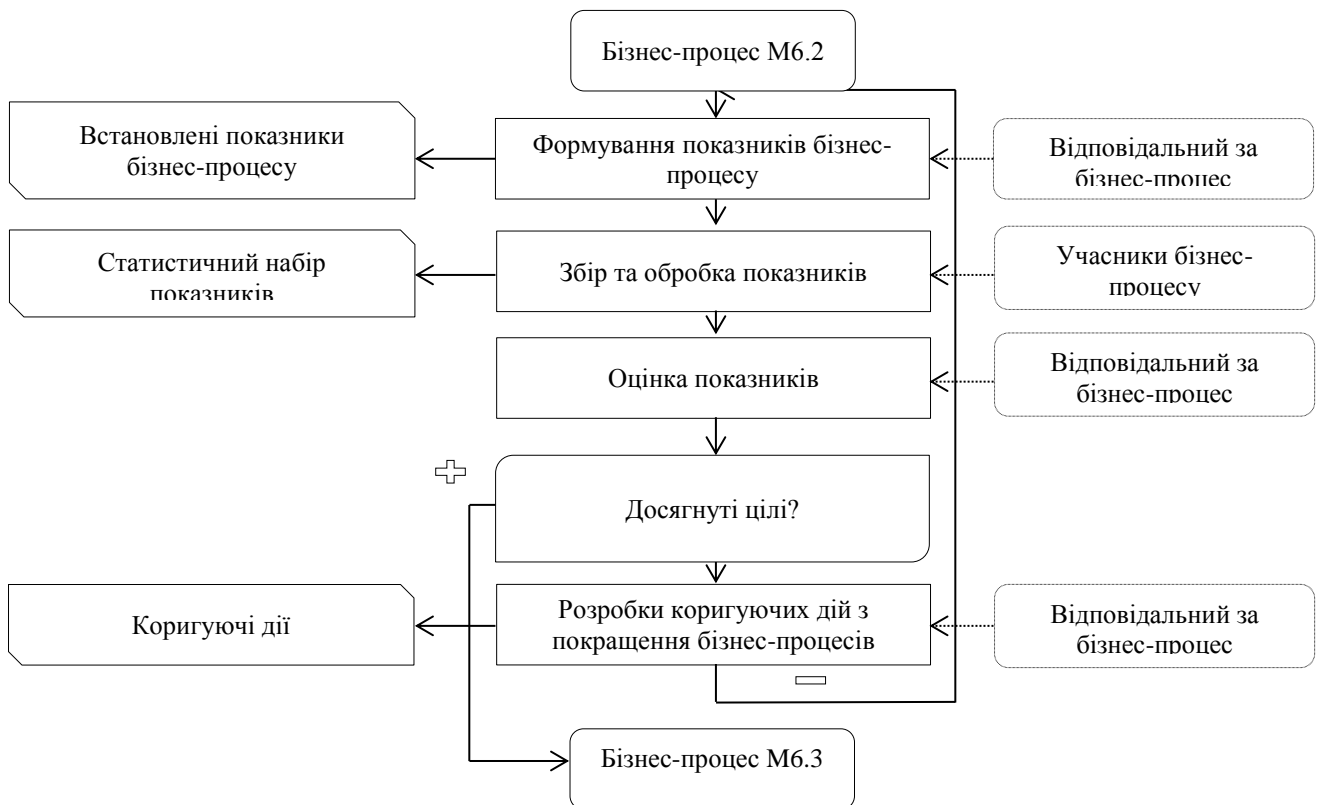 Бізнес-процес М6.2
Встановлені показники
бізнес-процесу
Формування показників бізнес-
процесу
Відповідальний за
бізнес-процес
Статистичний набір
показників
Збір та обробка показників
Учасники бізнес-
процесу
Оцінка показників
Відповідальний за
бізнес-процес
Досягнуті цілі?
Коригуючі дії
Розробки коригуючих дій з
покращення бізнес-процесів
Відповідальний за
бізнес-процес
Бізнес-процес М6.3